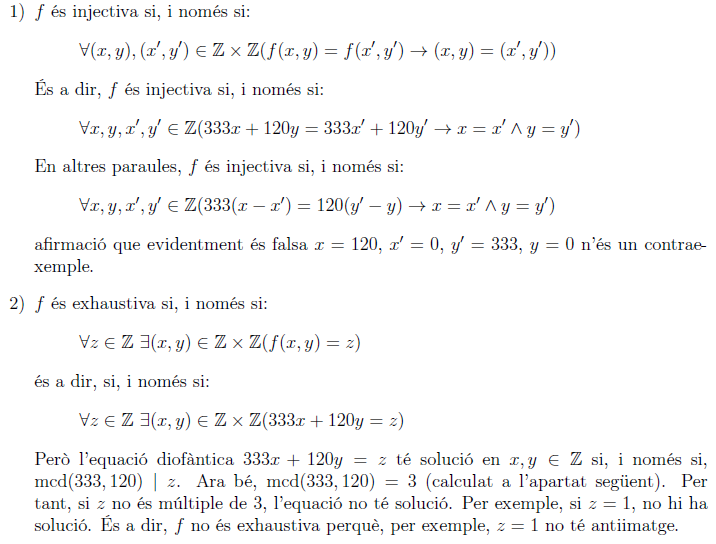 1) f és injectiva si, i només si:
∀(x, y), (x′, y′) ∈ ℤ × ℤ(f(x, y) = f(x′, y′) → (x, y) = (x′, y′))
És a dir, f és injectiva si, i només si:
∀x, y, x′, y′ ∈ ℤ(333x + 120y = 333x′ + 120y′ → x = x′ ∧ y = y′)
En altres paraules, f és injectiva si, i només si:
∀x, y, x′, y′ ∈ ℤ(333(x − x′) = 120(y′ − y) → x = x′ ∧ y = y′)
afirmació que evidentment és falsa x = 120, x′ = 0, y′ = 333, y = 0 n'és un contrae-
xemple.
2) f és exhaustiva si, i només si:
∀z ∈ ℤ ∃(x, y) ∈ ℤ × ℤ(f(x, y) = z)
és a dir, si, i només si:
∀z ∈ ℤ ∃(x, y) ∈ ℤ × ℤ(333x + 120y = z)
Però l'equació diofàntica 333x + 120y = z té solució en x, y ∈ ℤ si, i només si,
mcd(333, 120) | z. Ara bé, mcd(333, 120) = 3 (calculat a l'apartat següent). Per
tant, si z no és múltiple de 3, l'equació no té solució. Per exemple, si z = 1, no hi ha
solució. És a dir, f no és exhaustiva perquè, per exemple, z = 1 no té antiimatge.